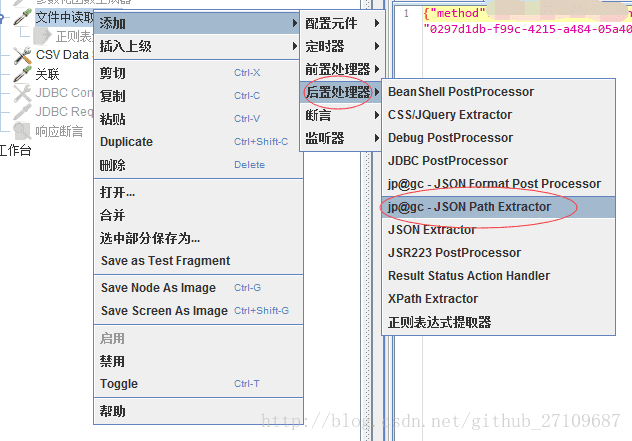 文件中读取
正则表
CSV Data
关联
JDBC Con
JDBC Req
响应断言
工作台
添加
插入上级
剪切 Ctrl-X
复制 Ctrl-C
粘贴 Ctrl-V
Duplicate Ctrl+Shift-C
删除 Delete
打开...
合并
选中部分保存为...
Save as Test Fragment
Save Node As Image Ctrl-G
Save Screen As Image Ctrl+Shift-G
启用
禁用
Toggle Ctrl-T
帮助
配置元件
定时器
前置处理器
后置处理器
断言
监听器
BeanShell PostProcessor
CSS/JQuery Extractor
Debug PostProcessor
JDBC PostProcessor
jp@gc - JSON Format Post Processor
jp@gc - JSON Path Extractor
JSON Extractor
JSR223 PostProcessor
Result Status Action Handler
XPath Extractor
正则表达式提取器
1 {"method"
"0297d1db-f99c-4215-a484-05a40
http://blog.csdn.net/github_27109687